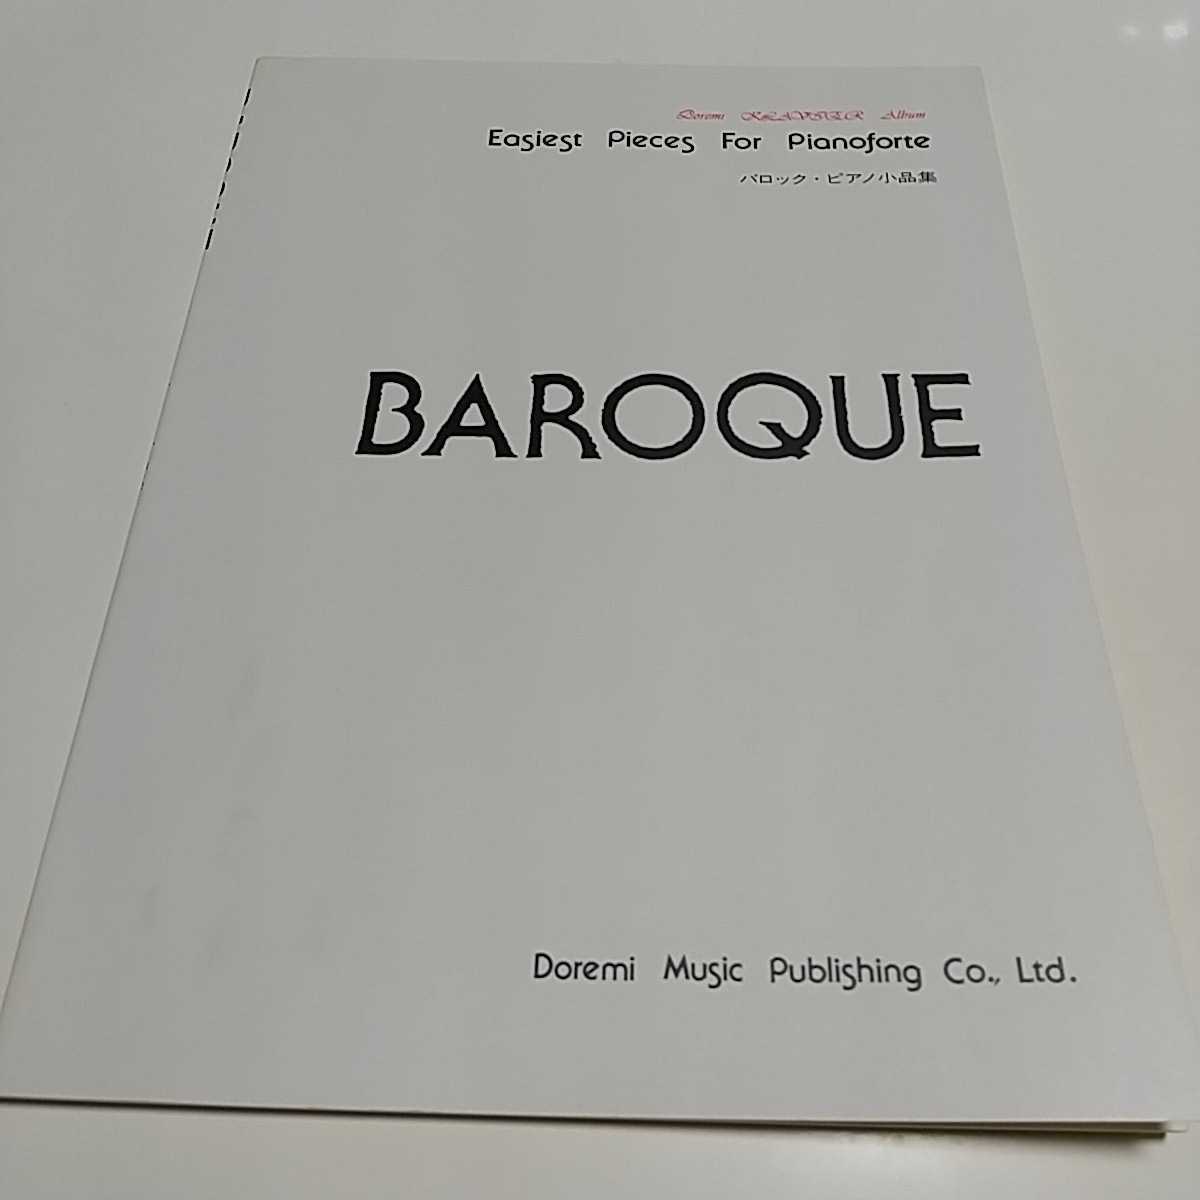 Doremi KLAVIER Album
Easiest Pieces For Pianoforte
バロック・ピアノ小品集
BAROQUE
Doremi Music Publishing Co., Ltd.